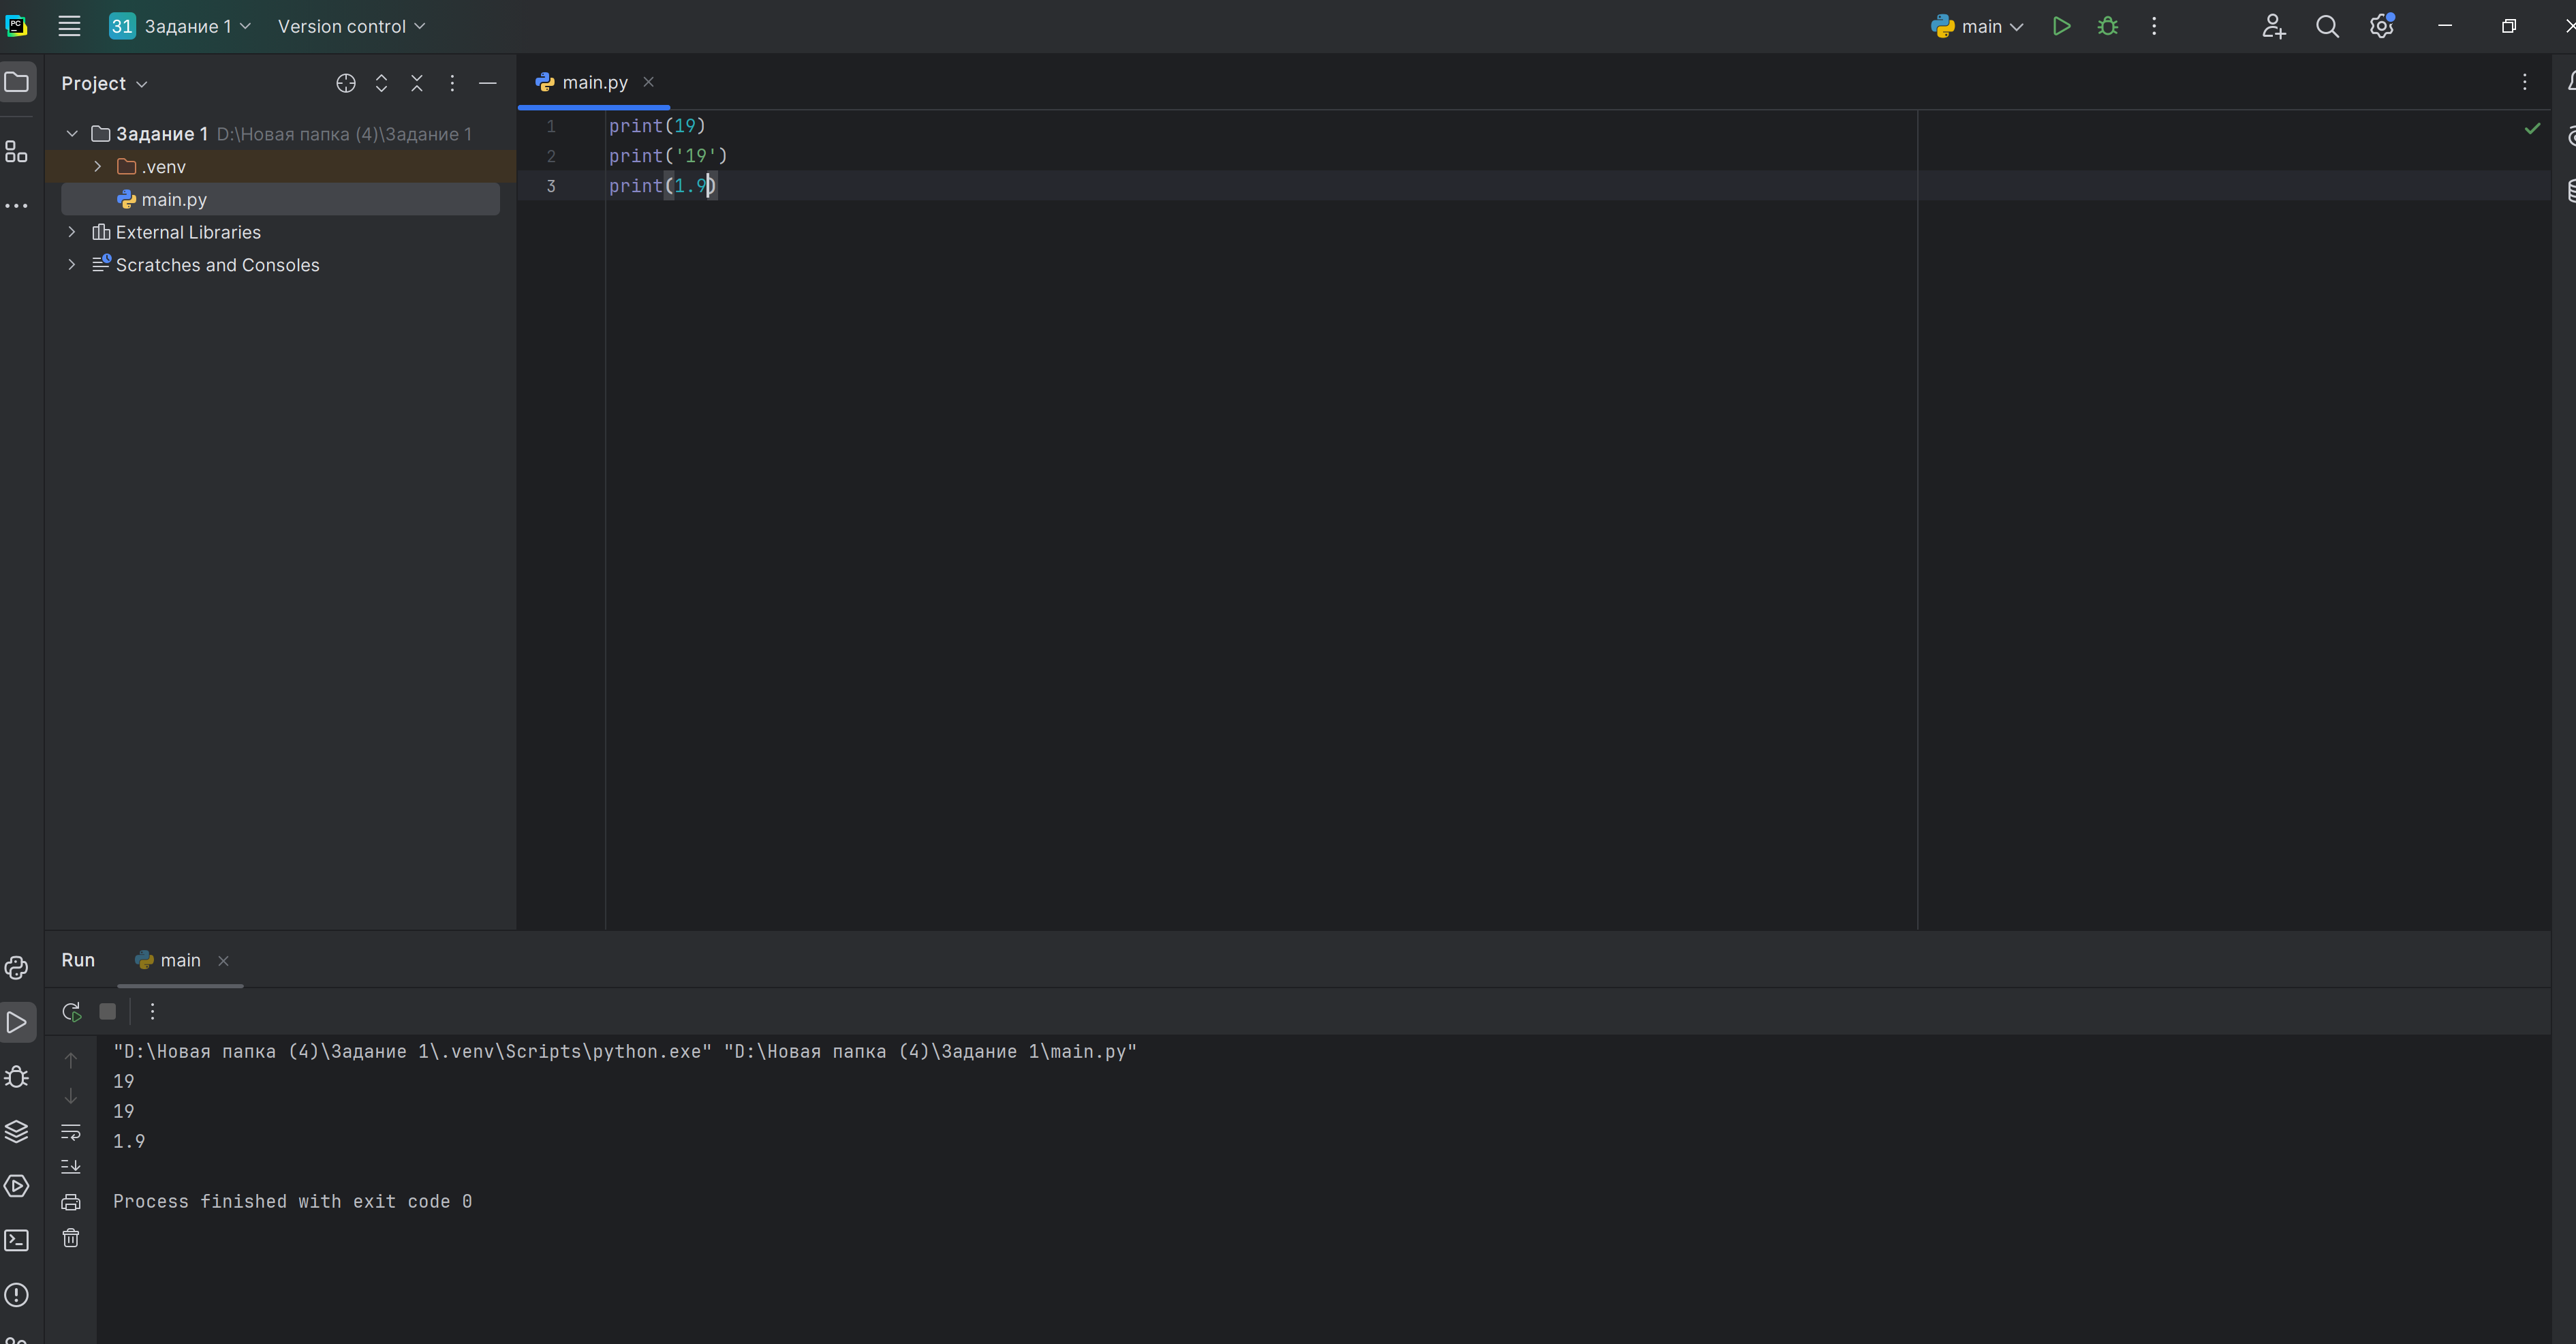 PC
31 Задание 1 Version control main
Project
main.py
Задание 1 D:\Новая папка (4)\Задание 1
.venv
main.py
External Libraries
Scratches and Consoles
1 print(19)
2 print('19')
3 print(1.9)
Run main
"D:\Новая папка (4)\Задание 1\.venv\Scripts\python.exe" "D:\Новая папка (4)\Задание 1\main.py"
19
19
1.9
Process finished with exit code 0